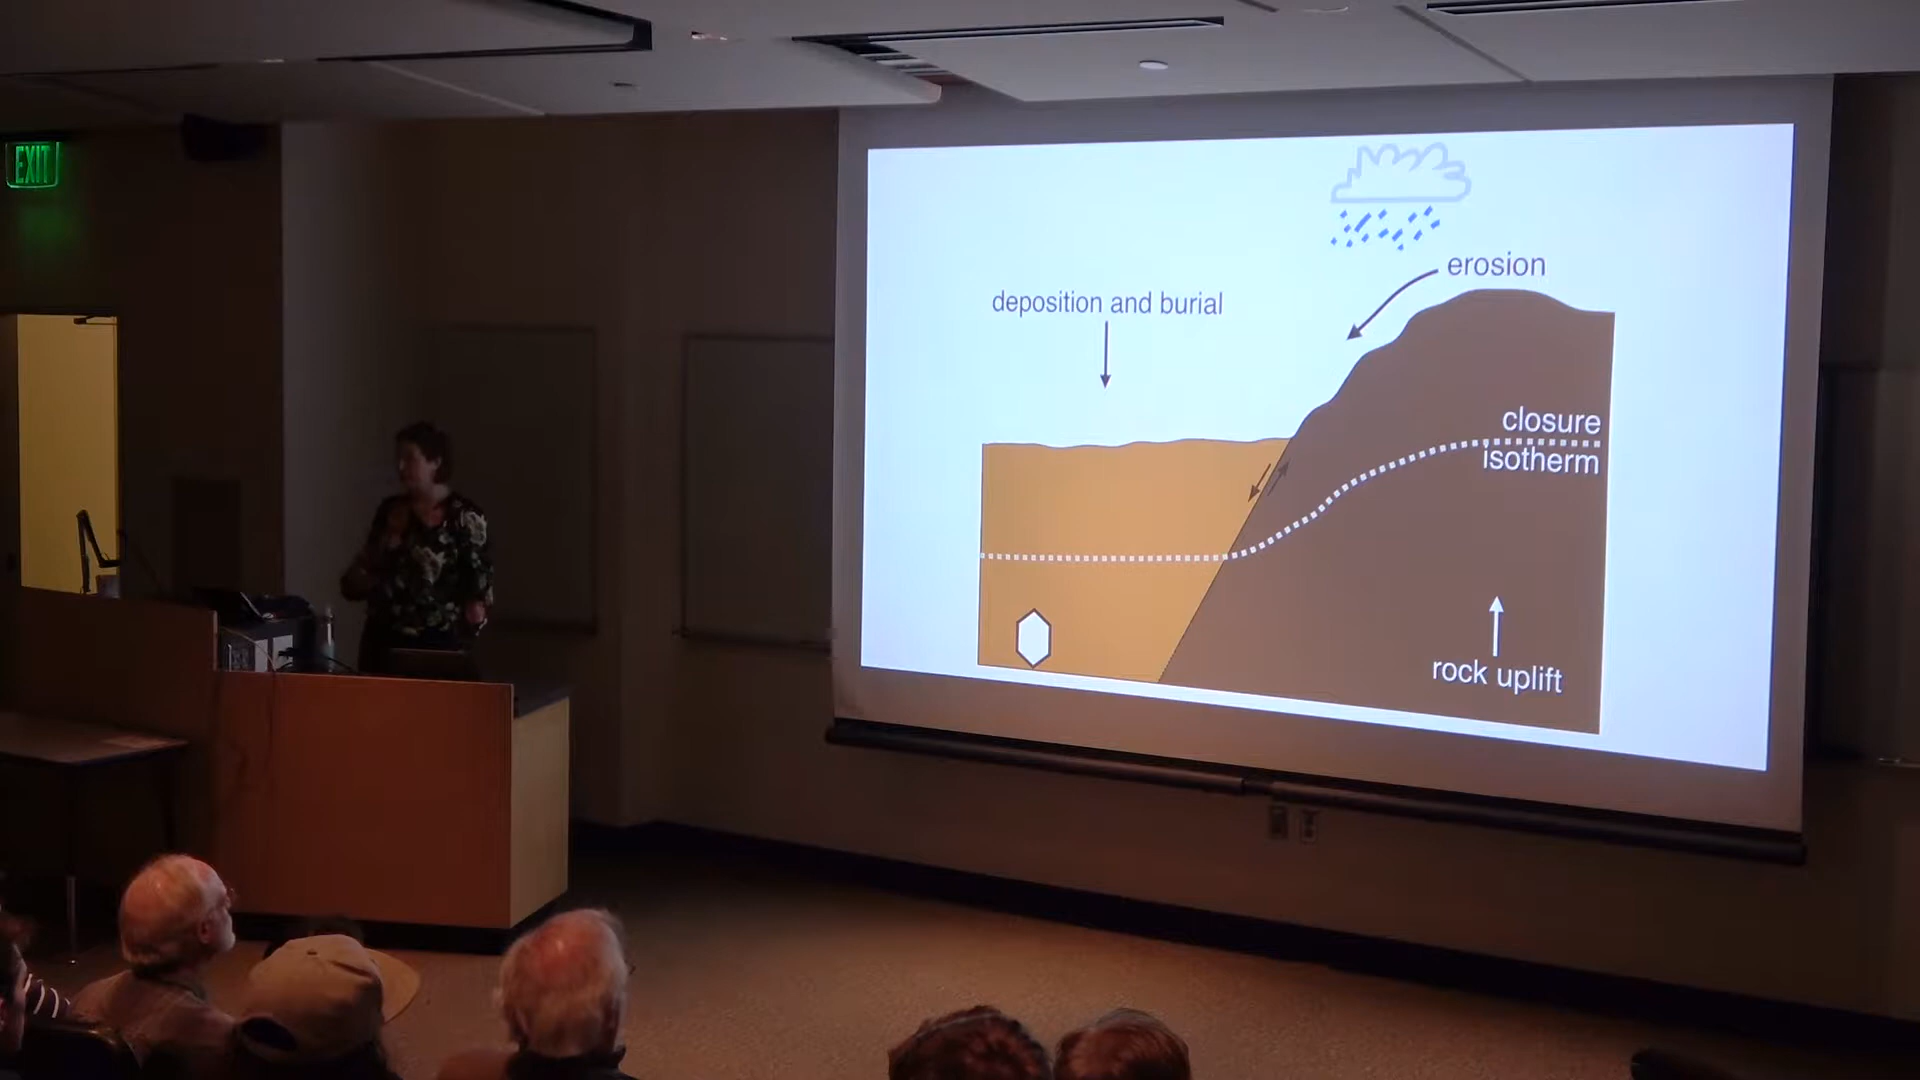 EXIT
erosion
deposition and burial
closure
isotherm
rock uplift